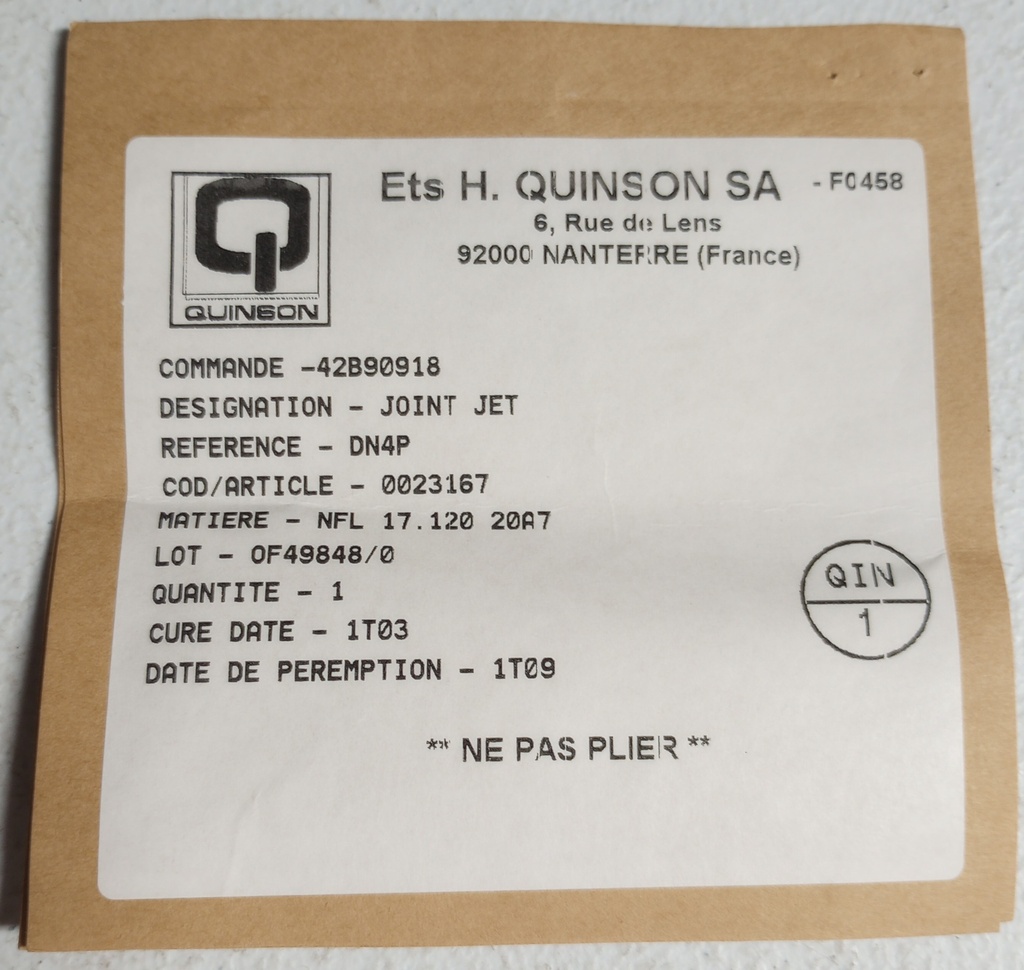 Ets H. QUINSON SA - F0458
6, Rue de Lens
92000 NANTERRE (France)
QUINSON
COMMANDE -42B90918
DESIGNATION - JOINT JET
REFERENCE - DN4P
COD/ARTICLE - 0023167
MATIERE - NFL 17.120 20A7
LOT - OF49848/0
QUANTITE - 1
CURE DATE - 1T03
DATE DE PEREMPTION - 1T09
QIN
1
** NE PAS PLIER **